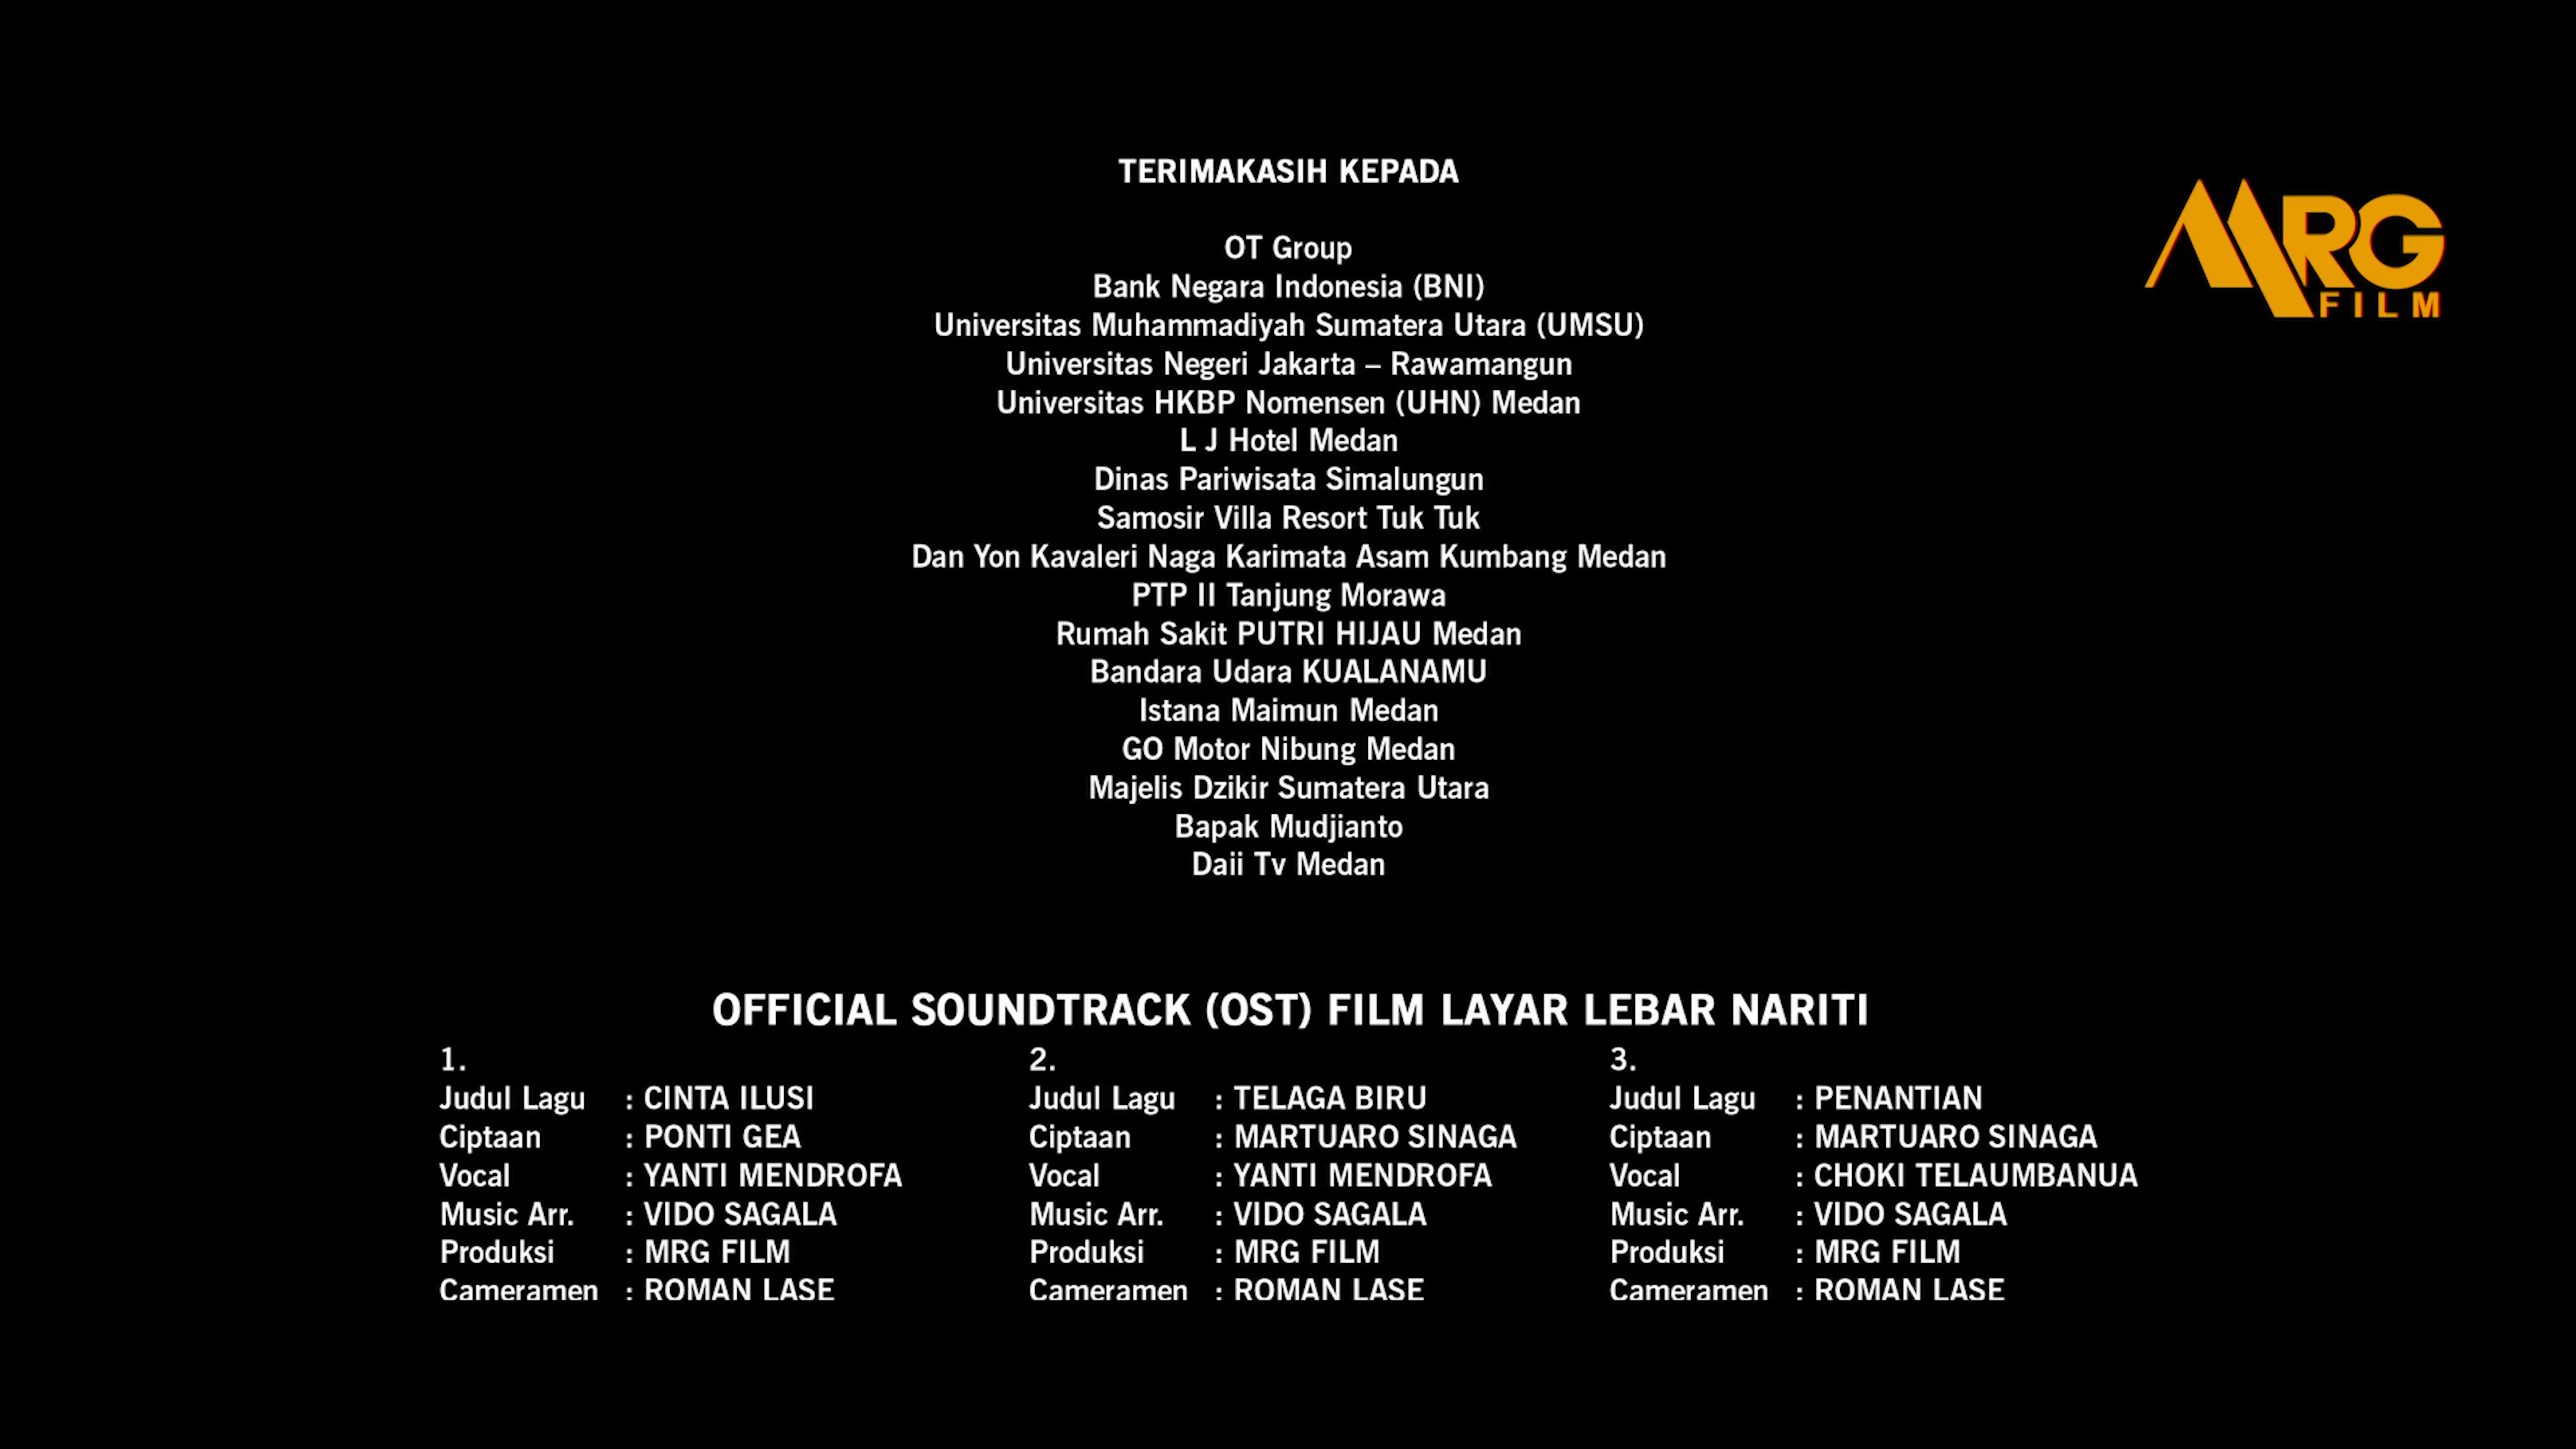 TERIMAKASIH KEPADA
MRG
FILM
OT Group
Bank Negara Indonesia (BNI)
Universitas Muhammadiyah Sumatera Utara (UMSU)
Universitas Negeri Jakarta – Rawamangun
Universitas HKBP Nomensen (UHN) Medan
L J Hotel Medan
Dinas Pariwisata Simalungun
Samosir Villa Resort Tuk Tuk
Dan Yon Kavaleri Naga Karimata Asam Kumbang Medan
PTP II Tanjung Morawa
Rumah Sakit PUTRI HIJAU Medan
Bandara Udara KUALANAMU
Istana Maimun Medan
GO Motor Nibung Medan
Majelis Dzikir Sumatera Utara
Bapak Mudjianto
Daii Tv Medan
OFFICIAL SOUNDTRACK (OST) FILM LAYAR LEBAR NARITI
1.
Judul Lagu : CINTA ILUSI
Ciptaan : PONTI GEA
Vocal : YANTI MENDROFA
Music Arr. : VIDO SAGALA
Produksi : MRG FILM
Cameramen : ROMAN LASE
2.
Judul Lagu : TELAGA BIRU
Ciptaan : MARTUARO SINAGA
Vocal : YANTI MENDROFA
Music Arr. : VIDO SAGALA
Produksi : MRG FILM
Cameramen : ROMAN LASE
3.
Judul Lagu : PENANTIAN
Ciptaan : MARTUARO SINAGA
Vocal : CHOKI TELAUMBANUA
Music Arr. : VIDO SAGALA
Produksi : MRG FILM
Cameramen : ROMAN LASE